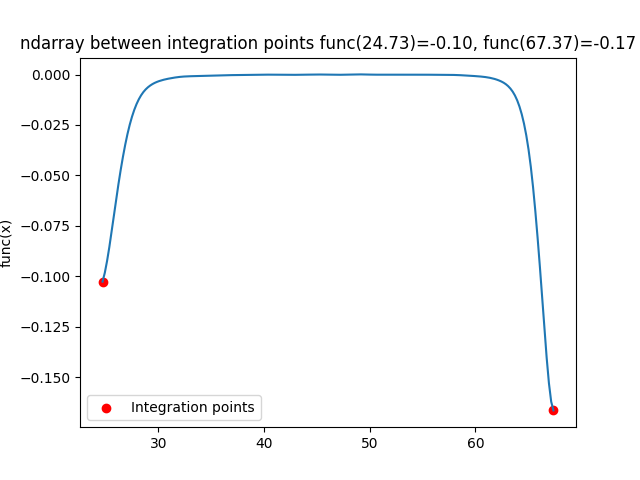 ndarray between integration points func(24.73)=-0.10, func(67.37)=-0.17
0.000
−0.025
−0.050
−0.075
−0.100
−0.125
−0.150
func(x)
Integration points
30 40 50 60